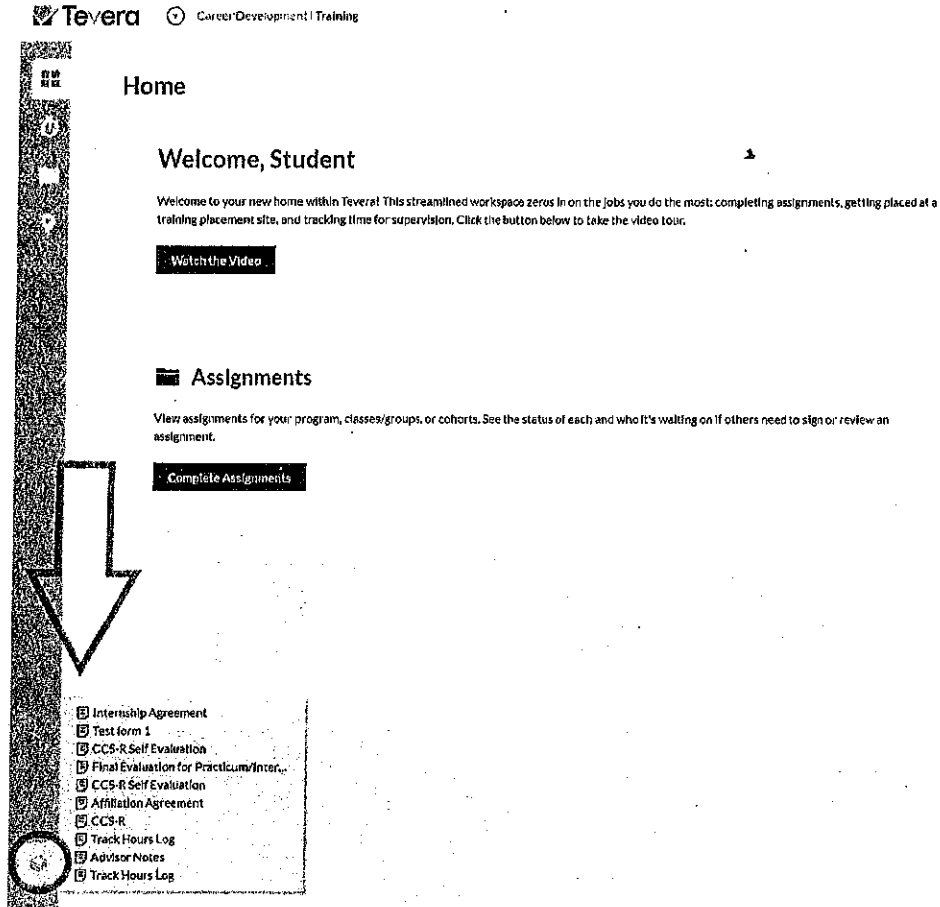 Tevera Career Development | Training
Home
Welcome, Student
Welcome to your new home within Tevera! This streamlined workspace zeros in on the jobs you do the most: completing assignments, getting placed at a
training placement site, and tracking time for supervision. Click the button below to take the video tour.
Watch the Video
Assignments
View assignments for your program, classes/groups, or cohorts. See the status of each and who it's waiting on if others need to sign or review an
assignment.
Complete Assignments
Internship Agreement
Test form 1
CCS-R Self Evaluation
Final Evaluation for Practicum/Inter...
CCS-R Self Evaluation
Affiliation Agreement
CCS-R
Track Hours Log
Advisor Notes
Track Hours Log